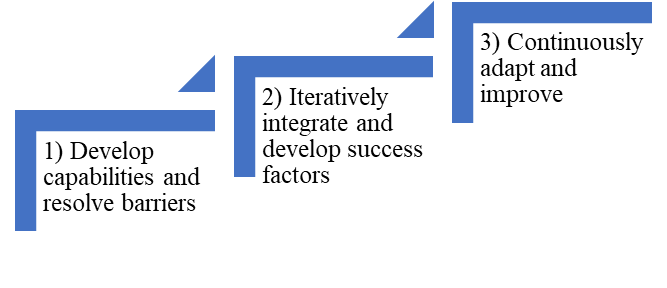 1) Develop
capabilities and
resolve barriers
2) Iteratively
integrate and
develop success
factors
3) Continuously
adapt and
improve